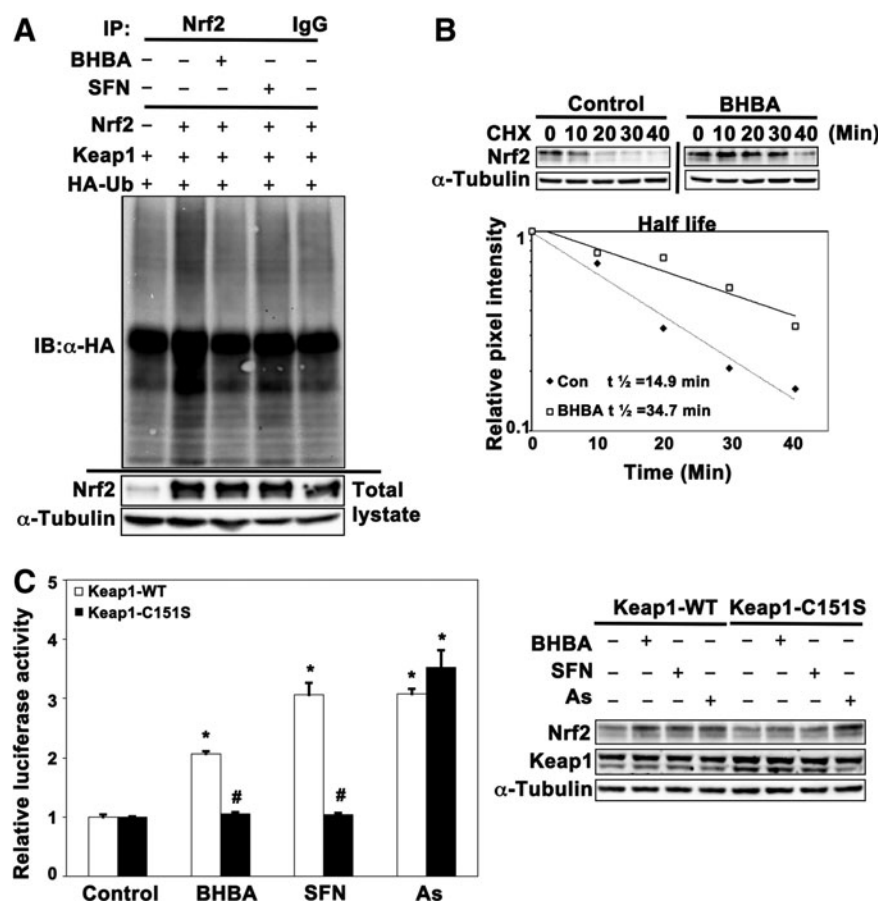 A
IP: Nrf2 IgG
BHBA – – + – –
SFN – – – + –
Nrf2 – + + + +
Keap1 + + + + +
HA-Ub + + + + +
IB:α-HA
Nrf2
α-Tubulin
Total
lystate
B
Control BHBA
CHX 0 10 20 30 40 0 10 20 30 40 (Min)
Nrf2
α-Tubulin
Half life
Relative pixel intensity
1
0.1
Con t ½ =14.9 min
BHBA t ½ =34.7 min
0 10 20 30 40
Time (Min)
C
Relative luciferase activity
5
4
3
2
1
0
Keap1-WT
Keap1-C151S
* # * # * *
Control BHBA SFN As
Keap1-WT Keap1-C151S
BHBA – + – – – + – –
SFN – – + – – – + –
As – – – + – – – +
Nrf2
Keap1
α-Tubulin